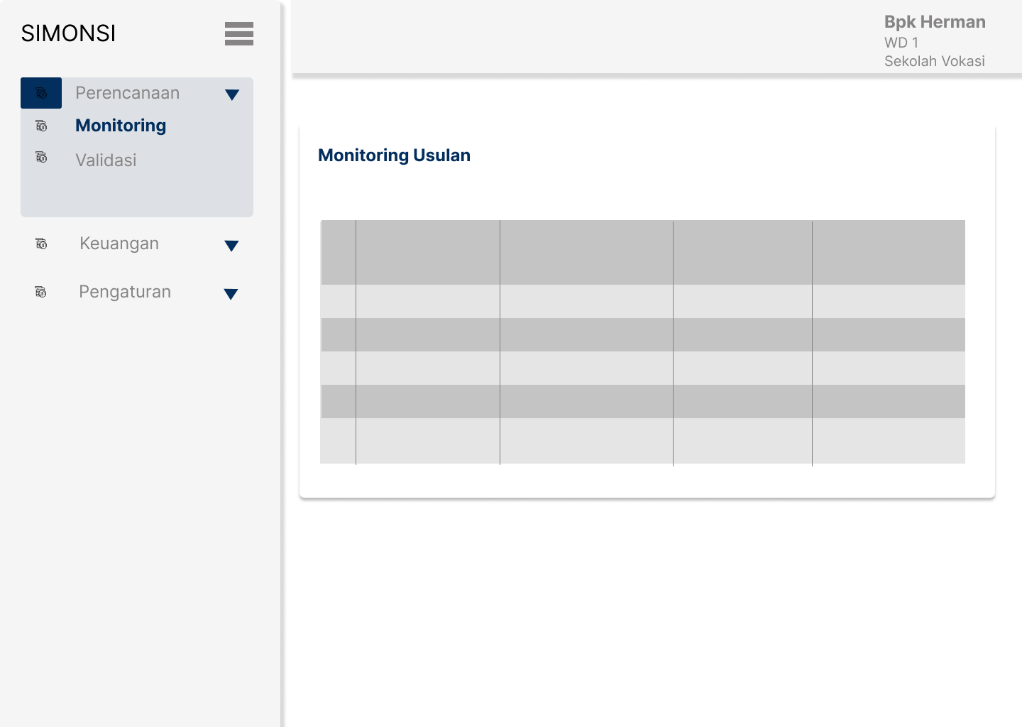 SIMONSI
Perencanaan
Monitoring
Validasi
Keuangan
Pengaturan
Bpk Herman
WD 1
Sekolah Vokasi
Monitoring Usulan